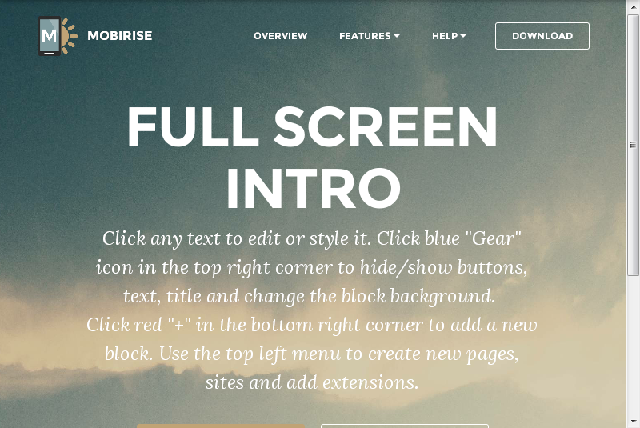 M MOBIRISE OVERVIEW FEATURES HELP DOWNLOAD
FULL SCREEN
INTRO
Click any text to edit or style it. Click blue "Gear"
icon in the top right corner to hide/show buttons,
text, title and change the block background.
Click red "+" in the bottom right corner to add a new
block. Use the top left menu to create new pages,
sites and add extensions.